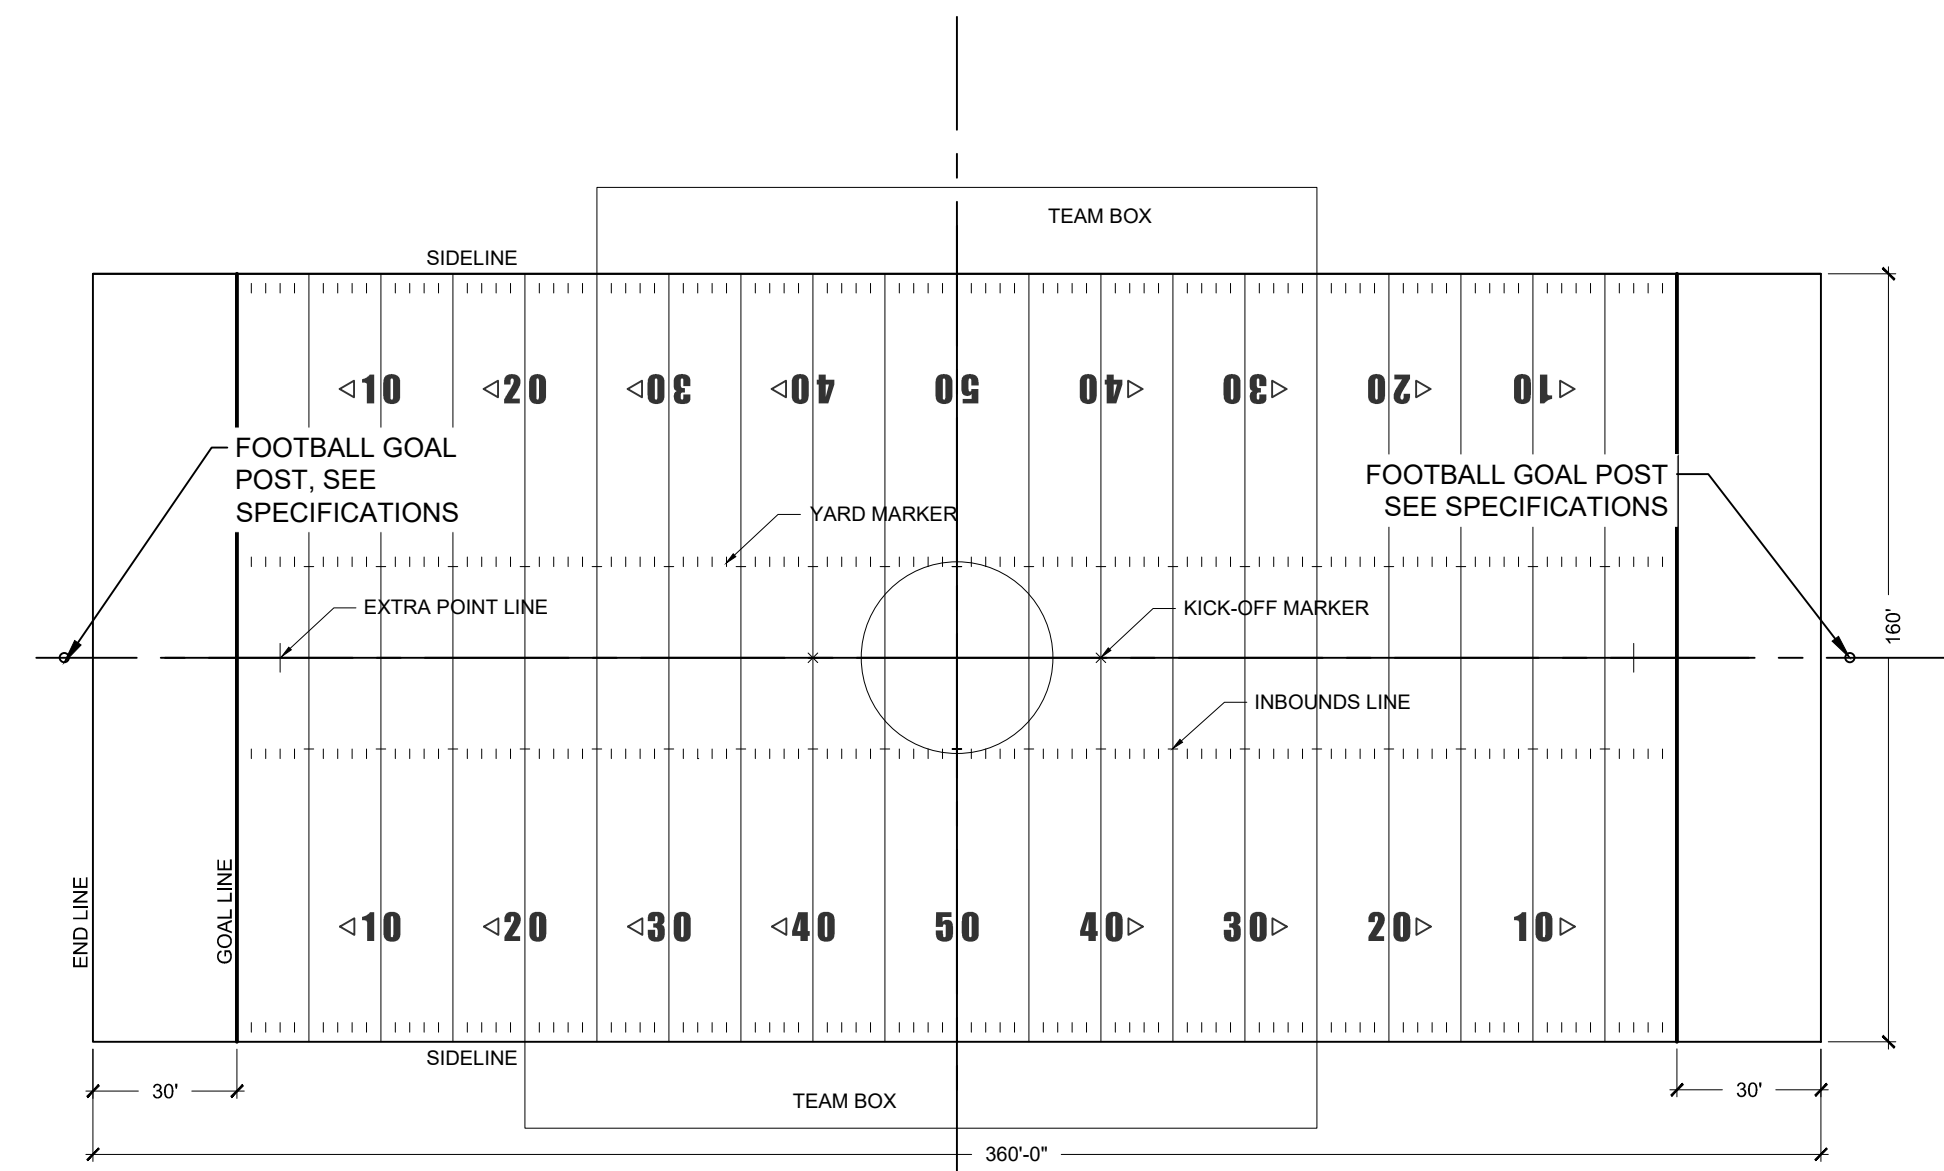 TEAM BOX
SIDELINE
◁10 ◁20 ◁30 ◁40 50 40▷ 30▷ 20▷ 10▷
FOOTBALL GOAL
POST, SEE
SPECIFICATIONS
FOOTBALL GOAL POST
SEE SPECIFICATIONS
YARD MARKER
EXTRA POINT LINE
KICK-OFF MARKER
160'
INBOUNDS LINE
END LINE
GOAL LINE
◁10 ◁20 ◁30 ◁40 50 40▷ 30▷ 20▷ 10▷
SIDELINE
30'
TEAM BOX
30'
360'-0"